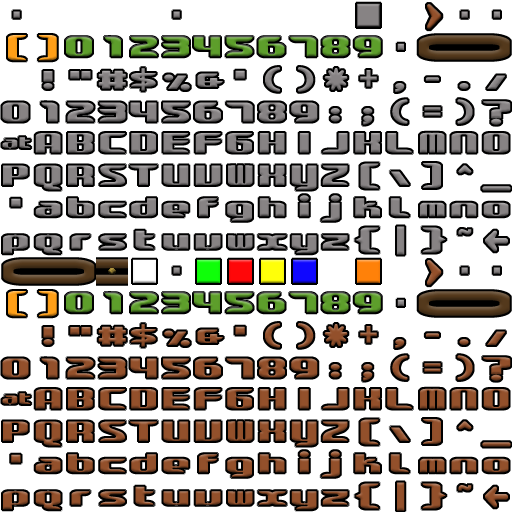 [ ] 0 1 2 3 4 5 6 7 8 9 ·
! " # $ % & ' ( ) * + , - . /
0 1 2 3 4 5 6 7 8 9 : ; ( = ) ?
at A B C D E F G H I J K L M N O
P Q R S T U V W X Y Z [ \ ] ^ _
' a b c d e f g h i j k l m n o
p q r s t u v w x y z { | } ~ ←
[ ] 0 1 2 3 4 5 6 7 8 9 ·
! " # $ % & ' ( ) * + , - . /
0 1 2 3 4 5 6 7 8 9 : ; ( = ) ?
at A B C D E F G H I J K L M N O
P Q R S T U V W X Y Z [ \ ] ^ _
' a b c d e f g h i j k l m n o
p q r s t u v w x y z { | } ~ ←